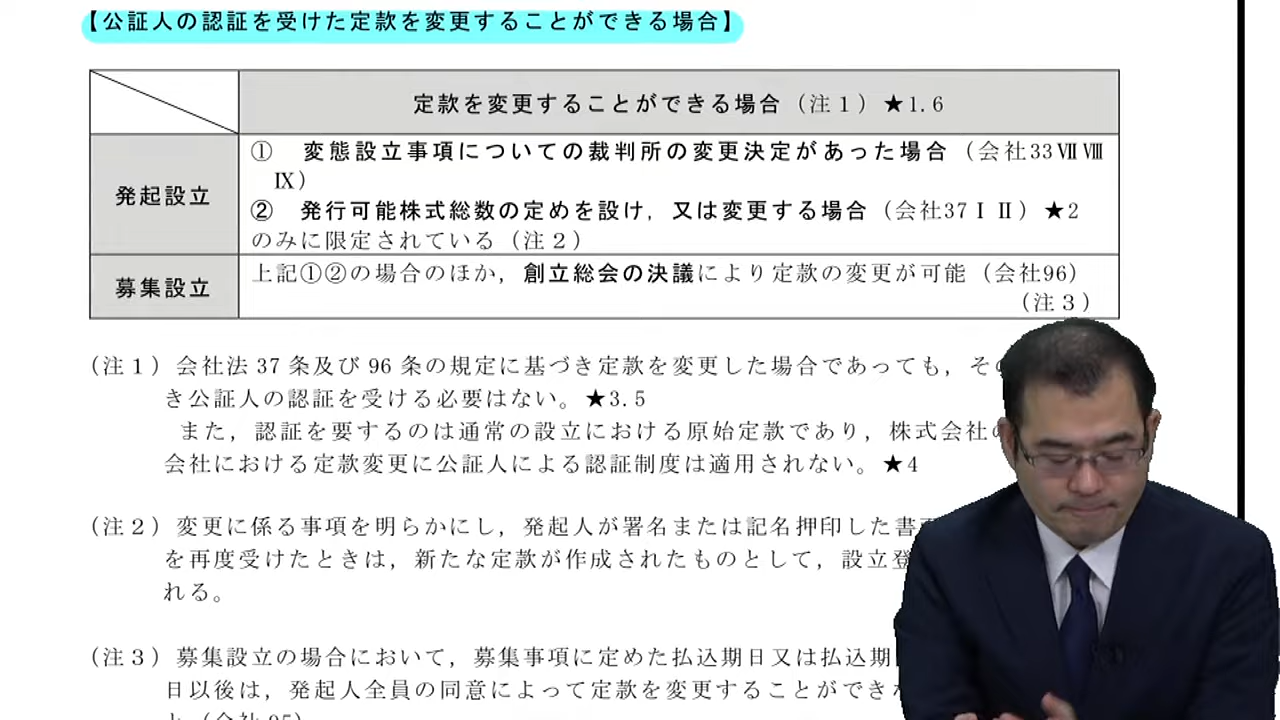 【公証人の認証を受けた定款を変更することができる場合】
定款を変更することができる場合（注１）★1.6
発起設立
①　変態設立事項についての裁判所の変更決定があった場合（会社33ⅦⅧ
Ⅸ）
②　発行可能株式総数の定めを設け，又は変更する場合（会社37ⅠⅡ）★2
のみに限定されている（注２）
募集設立
上記①②の場合のほか，創立総会の決議により定款の変更が可能（会社96）
（注３）
（注１）会社法 37 条及び 96 条の規定に基づき定款を変更した場合であっても，そ
き公証人の認証を受ける必要はない。★3.5
また，認証を要するのは通常の設立における原始定款であり，株式会社
会社における定款変更に公証人による認証制度は適用されない。★4
（注２）変更に係る事項を明らかにし，発起人が署名または記名押印した書
を再度受けたときは，新たな定款が作成されたものとして，設立登
れる。
（注３）募集設立の場合において，募集事項に定めた払込期日又は払込期
日以後は，発起人全員の同意によって定款を変更することができ